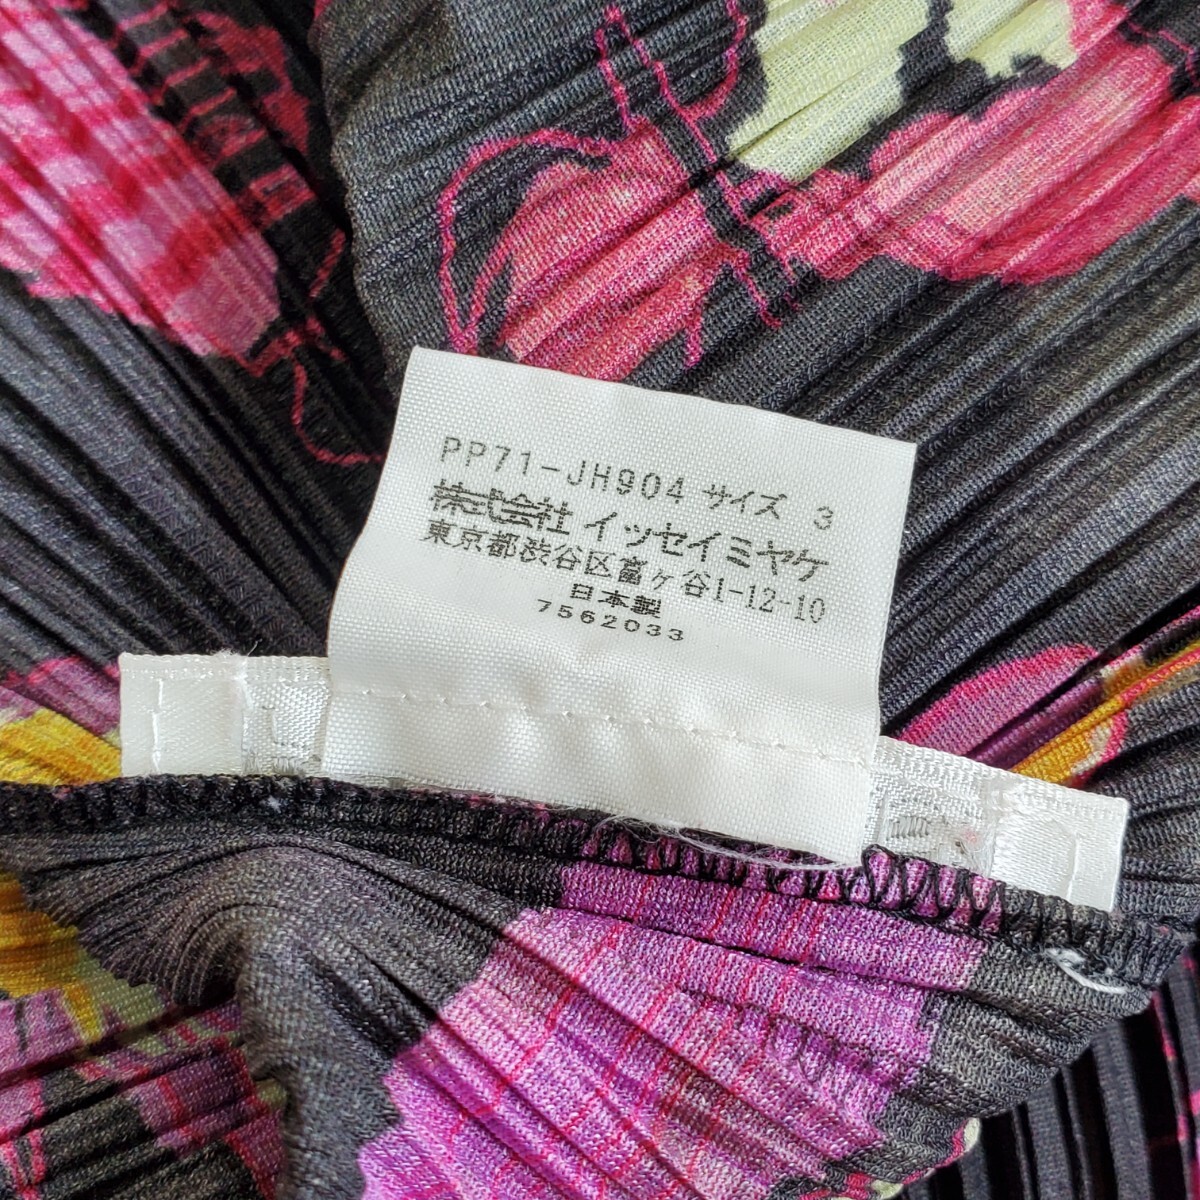 PP71-JH904 サイズ 3
株式会社 イッセイミヤケ
東京都渋谷区富ヶ谷1-12-10
日本製
7562033